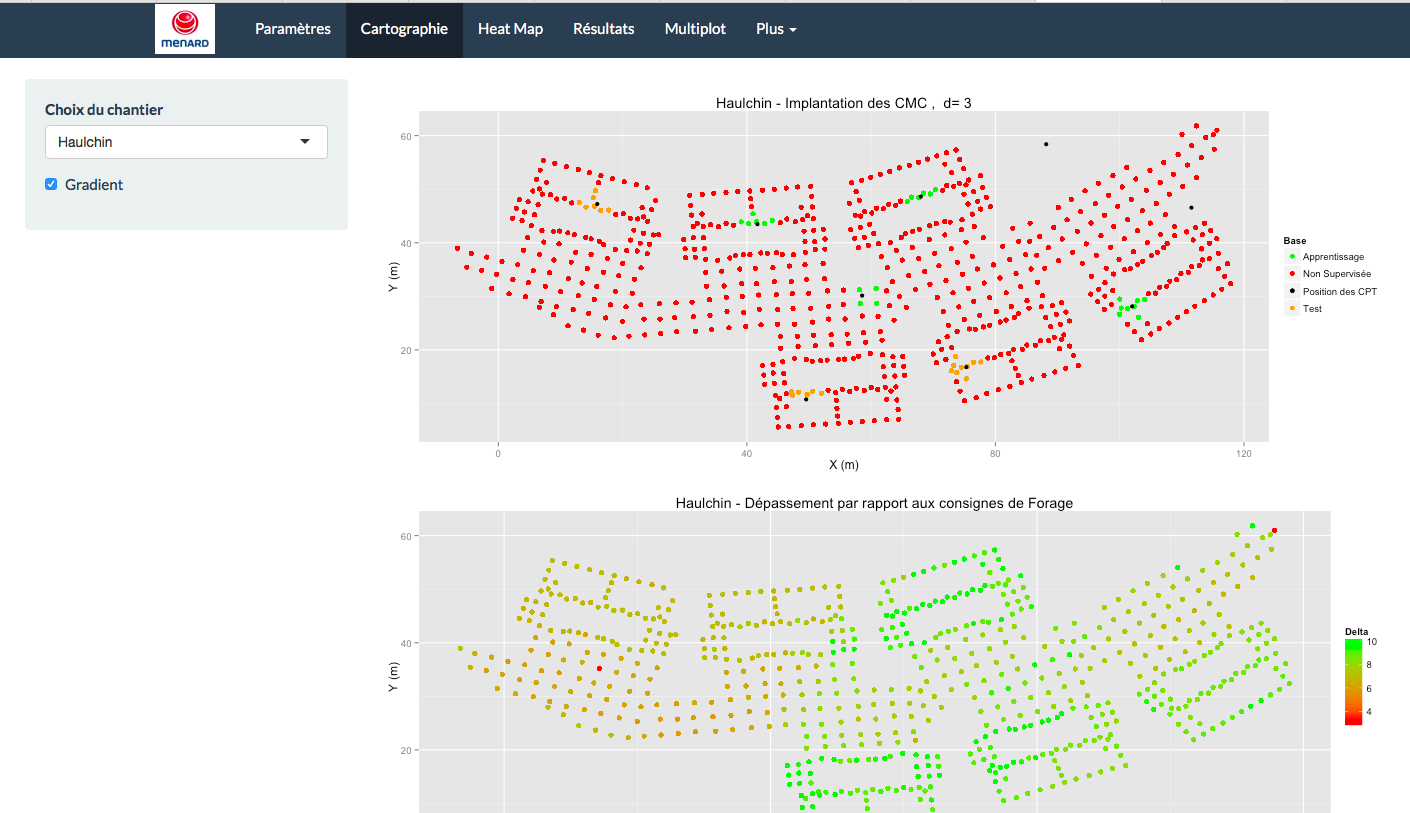 MENARD
Paramètres
Cartographie
Heat Map
Résultats
Multiplot
Plus
Choix du chantier
Haulchin
Gradient
Haulchin - Implantation des CMC , d= 3
60
40
20
Y (m)
0
40
80
120
X (m)
Base
Apprentissage
Non Supervisée
Position des CPT
Test
Haulchin - Dépassement par rapport aux consignes de Forage
60
40
20
Y (m)
Delta
10
8
6
4